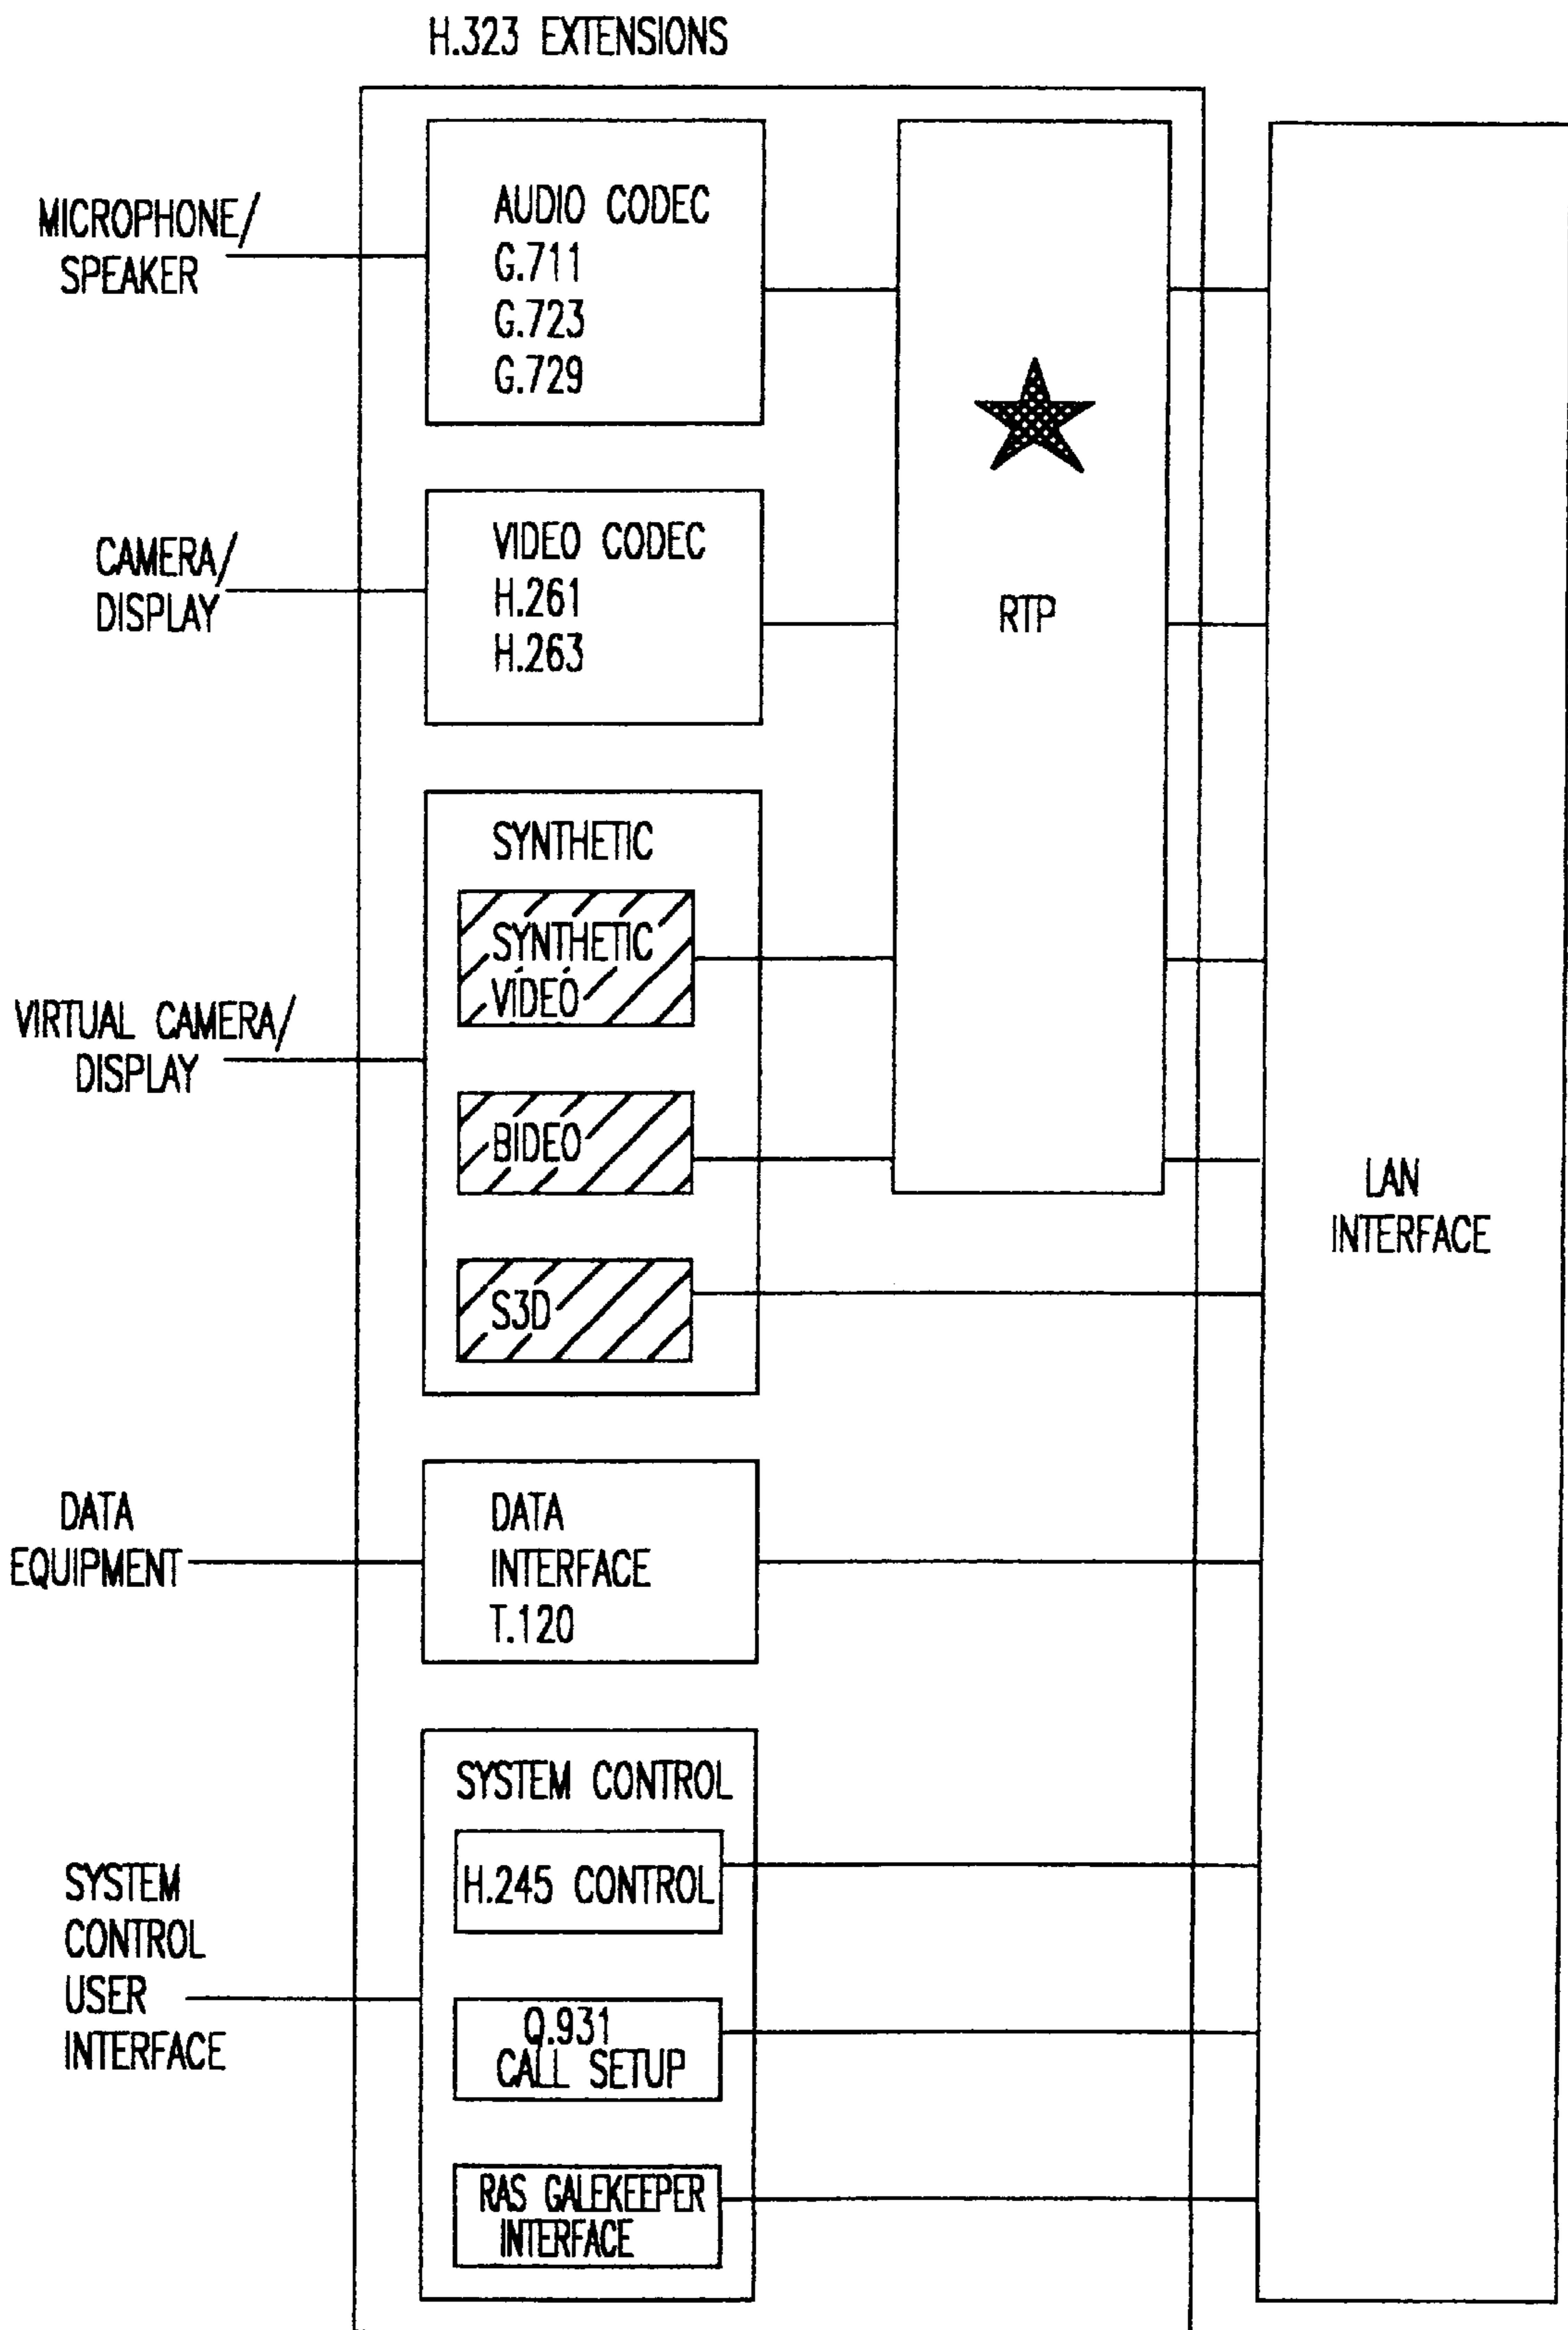 H.323 EXTENSIONS
MICROPHONE/
SPEAKER
AUDIO CODEC
G.711
G.723
G.729
CAMERA/
DISPLAY
VIDEO CODEC
H.261
H.263
RTP
VIRTUAL CAMERA/
DISPLAY
SYNTHETIC
SYNTHETIC
VIDEO
BIDEO
S3D
LAN
INTERFACE
DATA
EQUIPMENT
DATA
INTERFACE
T.120
SYSTEM
CONTROL
USER
INTERFACE
SYSTEM CONTROL
H.245 CONTROL
Q.931
CALL SETUP
RAS GALEKEEPER
INTERFACE